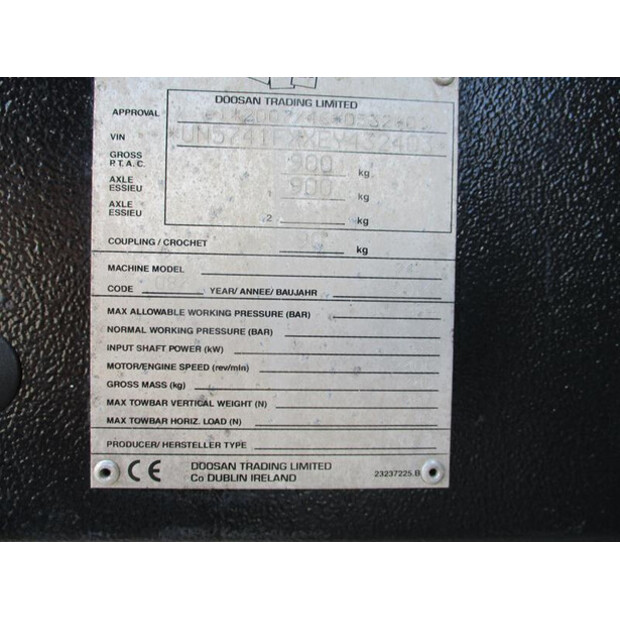 DOOSAN TRADING LIMITED
APPROVAL
VIN
GROSS P.T.A.C. 900 kg
AXLE ESSIEU 1 900 kg
AXLE ESSIEU 2 kg
COUPLING / CROCHET kg
MACHINE MODEL
CODE YEAR/ ANNEE/ BAUJAHR
MAX ALLOWABLE WORKING PRESSURE (BAR)
NORMAL WORKING PRESSURE (BAR)
INPUT SHAFT POWER (kW)
MOTOR/ENGINE SPEED (rev/min)
GROSS MASS (kg)
MAX TOWBAR VERTICAL WEIGHT (N)
MAX TOWBAR HORIZ. LOAD (N)
PRODUCER/ HERSTELLER TYPE
CE DOOSAN TRADING LIMITED
Co DUBLIN IRELAND 23237225.B